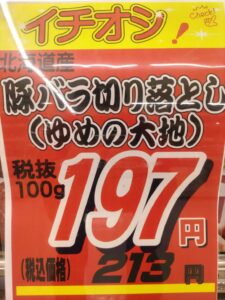 イチオシ!
Check!
北海道産
豚バラ切り落とし
(ゆめの大地)
税抜
100g
197円
(税込価格) 213円